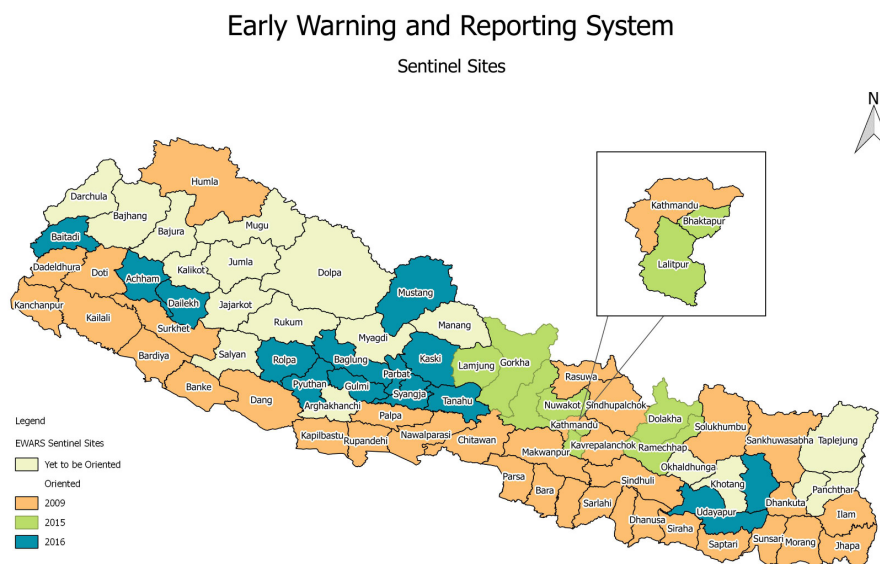 Early Warning and Reporting System
Sentinel Sites
N
Humla
Darchula
Bajhang
Bajura
Mugu
Baitadi
Dadeldhura
Doti
Achham
Kalikot
Jumla
Dolpa
Mustang
Kanchanpur
Kailali
Dailekh
Jajarkot
Surkhet
Rukum
Myagdi
Manang
Bardiya
Salyan
Rolpa
Baglung
Kaski
Lamjung
Gorkha
Banke
Dang
Pyuthan
Gulmi
Parbat
Syangja
Tanahu
Arghakhanchi
Palpa
Kapilbastu
Rupandehi
Nawalparasi
Chitawan
Rasuwa
Nuwakot
Sindhupalchok
Kathmandu
Kavrepalanchok
Makwanpur
Dolakha
Ramechhap
Solukhumbu
Sankhuwasabha
Taplejung
Okhaldhunga
Khotang
Panchthar
Parsa
Bara
Sarlahi
Sindhuli
Dhanusa
Siraha
Udayapur
Saptari
Dhankuta
Sunsari
Morang
Ilam
Jhapa
Kathmandu
Bhaktapur
Lalitpur
Legend
EWARS Sentinel Sites
Yet to be Oriented
Oriented
2009
2015
2016